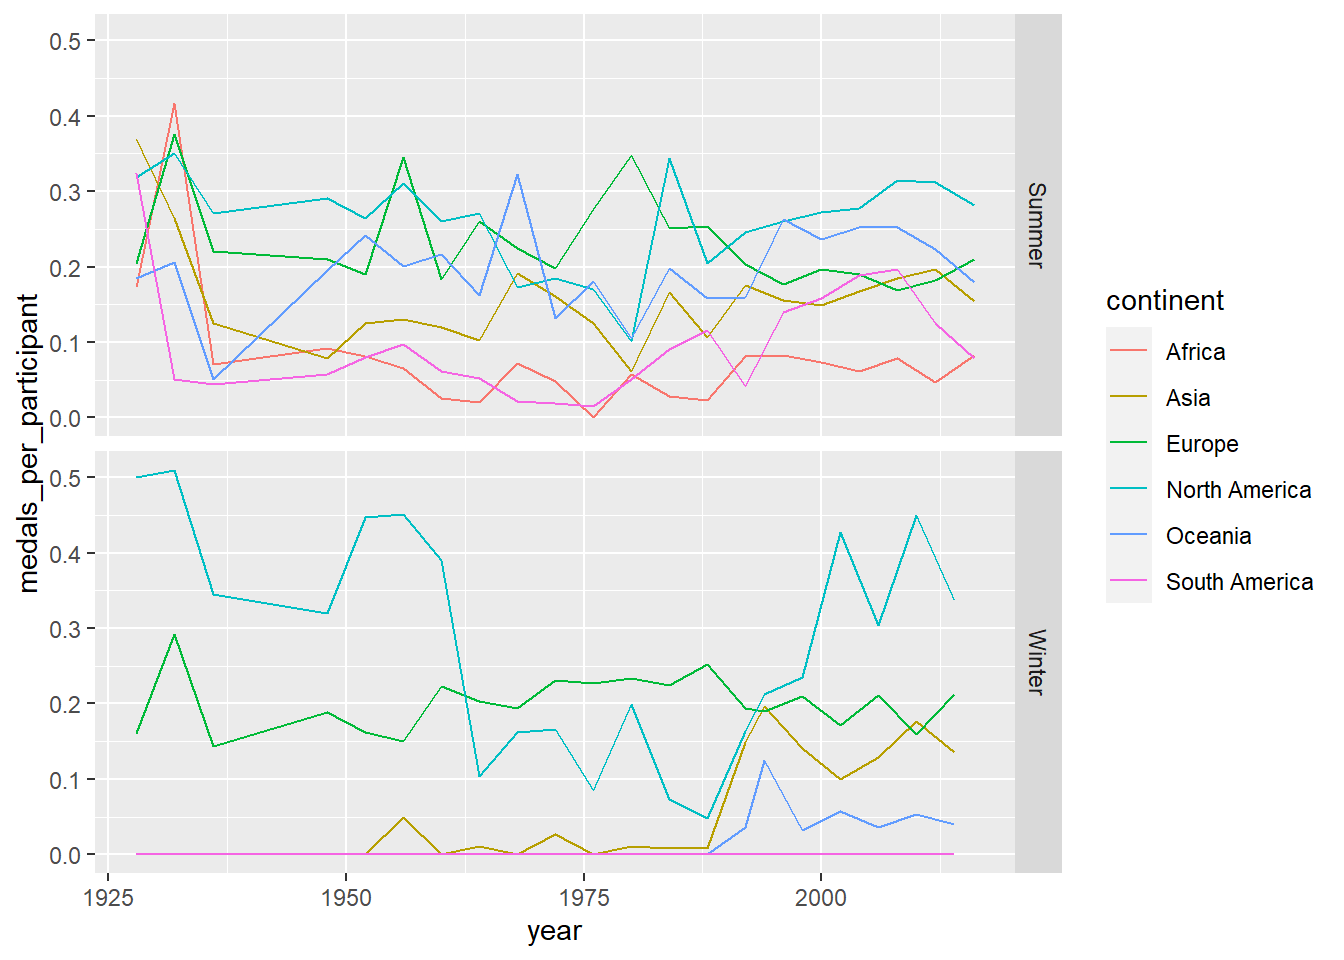 medals_per_participant
0.5
0.4
0.3
0.2
0.1
0.0
Summer
0.5
0.4
0.3
0.2
0.1
0.0
Winter
1925
1950
1975
2000
year
continent
Africa
Asia
Europe
North America
Oceania
South America